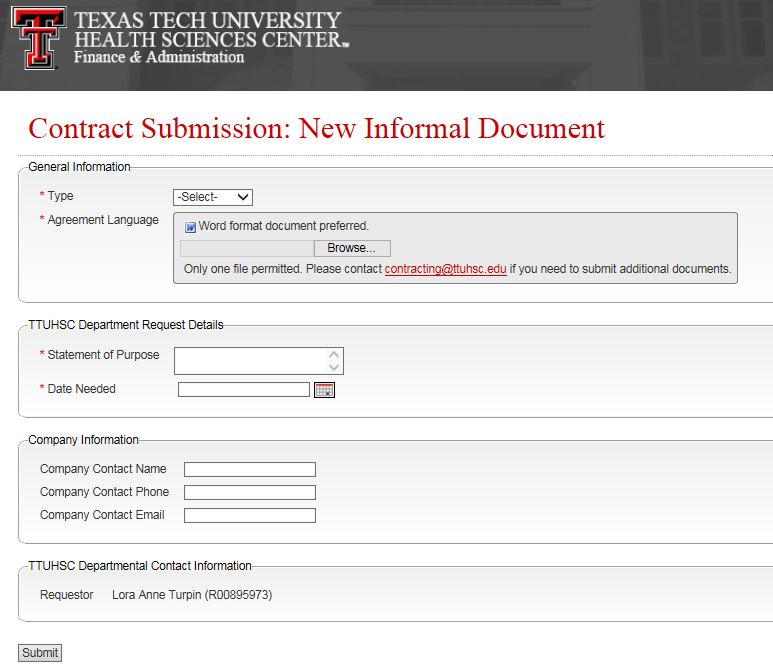 TEXAS TECH UNIVERSITY
HEALTH SCIENCES CENTER™
Finance & Administration
Contract Submission: New Informal Document
General Information
* Type -Select-
* Agreement Language
Word format document preferred.
Browse...
Only one file permitted. Please contact contracting@ttuhsc.edu if you need to submit additional documents.
TTUHSC Department Request Details
* Statement of Purpose
* Date Needed
Company Information
Company Contact Name
Company Contact Phone
Company Contact Email
TTUHSC Departmental Contact Information
Requestor Lora Anne Turpin (R00895973)
Submit